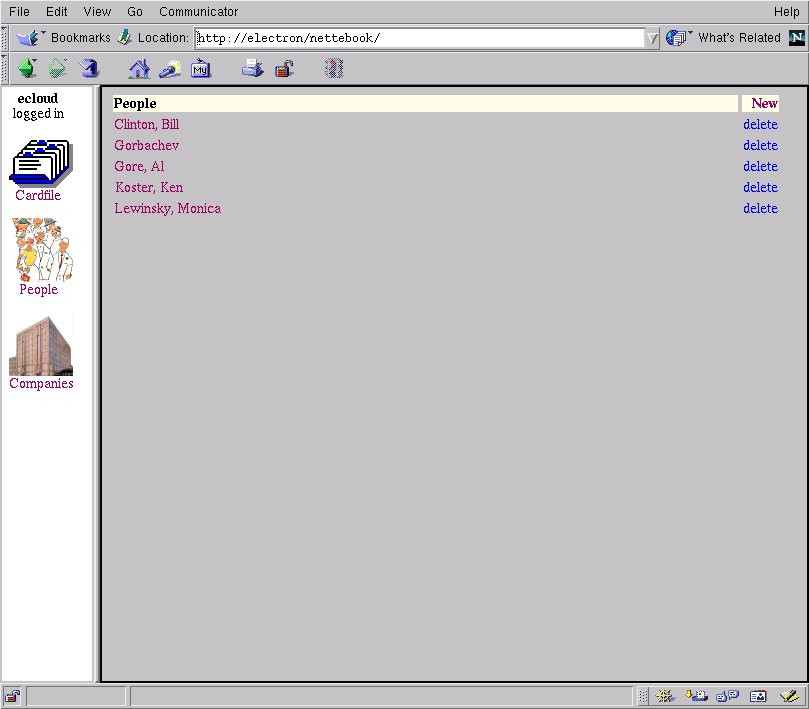 File Edit View Go Communicator Help
Bookmarks Location: http://electron/nettebook/ What's Related N
My
ecloud
logged in
Cardfile
People
Companies
People New
Clinton, Bill delete
Gorbachev delete
Gore, Al delete
Koster, Ken delete
Lewinsky, Monica delete